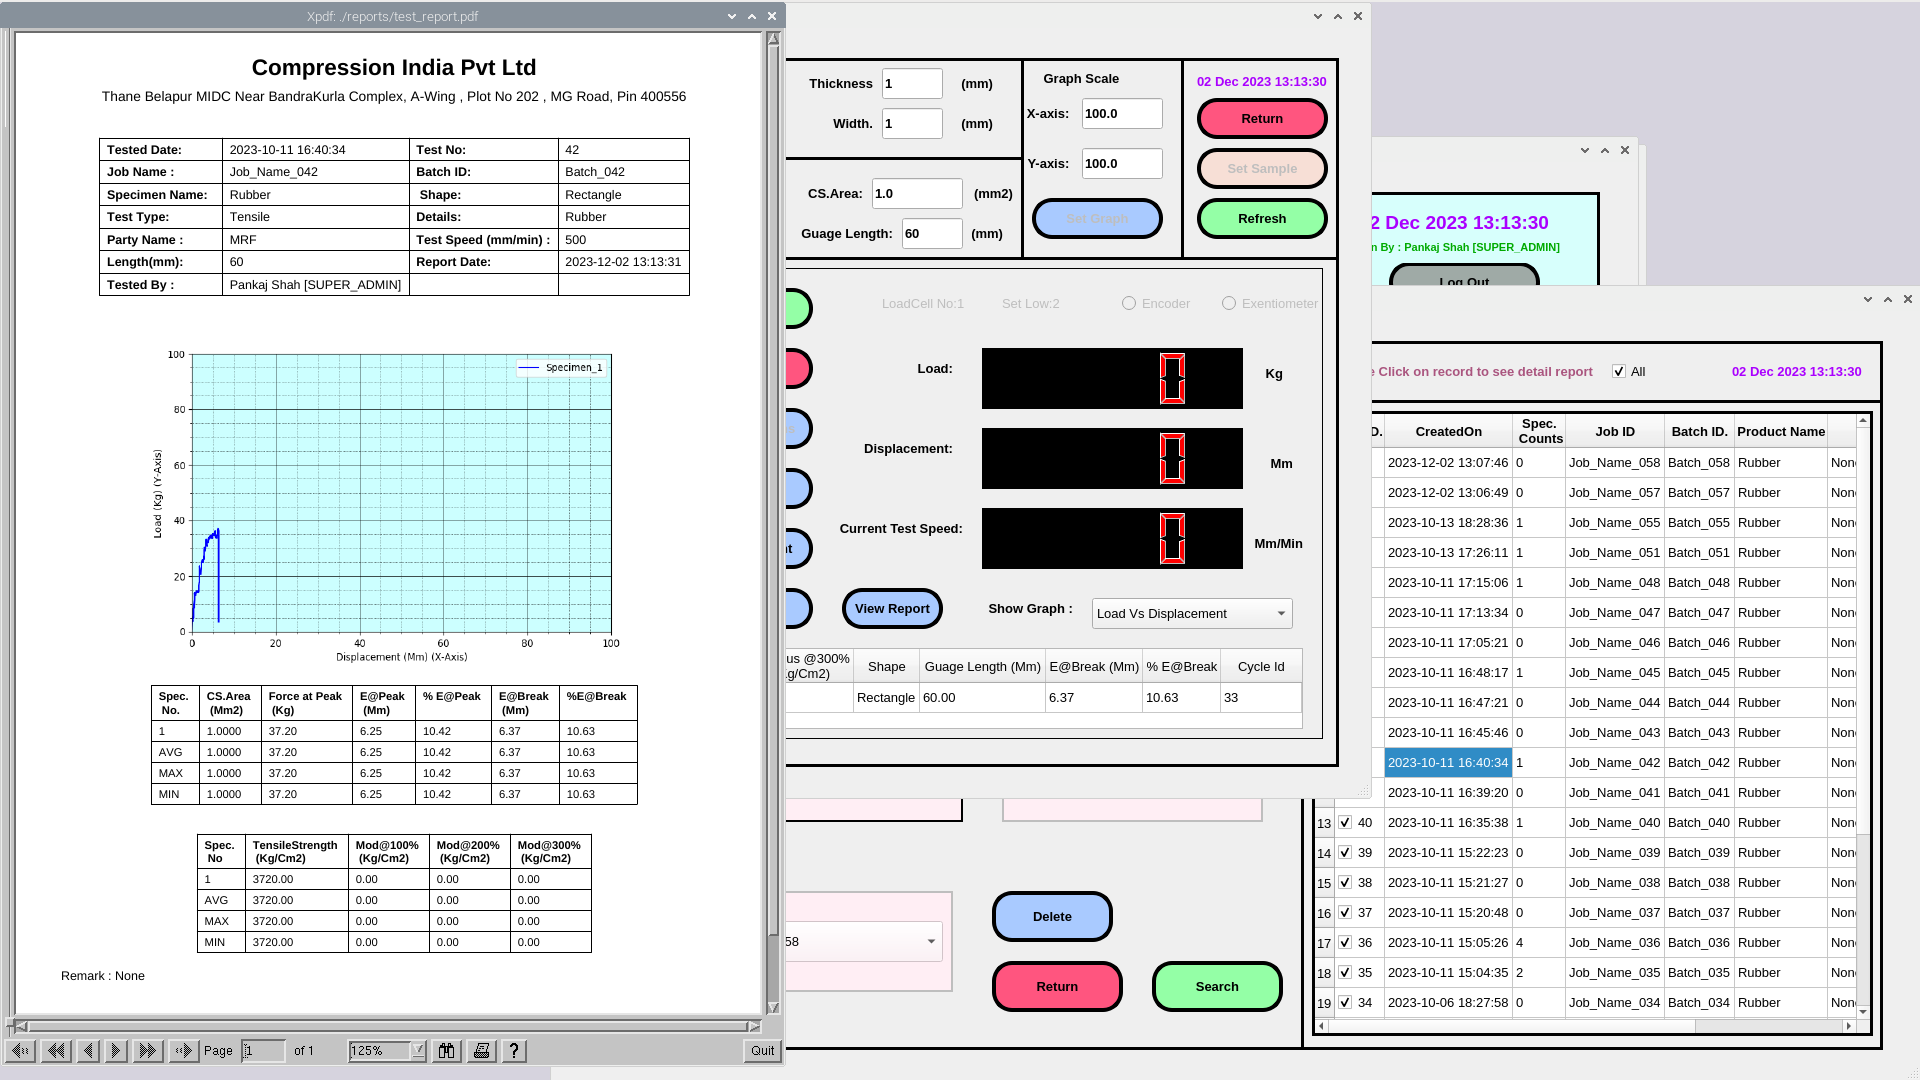 Xpdf: ./reports/test_report.pdf
Compression India Pvt Ltd
Thane Belapur MIDC Near BandraKurla Complex, A-Wing , Plot No 202 , MG Road, Pin 400556
Tested Date: 2023-10-11 16:40:34 Test No: 42
Job Name : Job_Name_042 Batch ID: Batch_042
Specimen Name: Rubber Shape: Rectangle
Test Type: Tensile Details: Rubber
Party Name : MRF Test Speed (mm/min) : 500
Length(mm): 60 Report Date: 2023-12-02 13:13:31
Tested By : Pankaj Shah [SUPER_ADMIN]
Specimen_1
100
80
60
40
20
0
Load (Kg) (Y-Axis)
0 20 40 60 80 100
Displacement (Mm) (X-Axis)
Spec. No. CS.Area (Mm2) Force at Peak (Kg) E@Peak (Mm) % E@Peak E@Break (Mm) %E@Break
1 1.0000 37.20 6.25 10.42 6.37 10.63
AVG 1.0000 37.20 6.25 10.42 6.37 10.63
MAX 1.0000 37.20 6.25 10.42 6.37 10.63
MIN 1.0000 37.20 6.25 10.42 6.37 10.63
Spec. No TensileStrength (Kg/Cm2) Mod@100% (Kg/Cm2) Mod@200% (Kg/Cm2) Mod@300% (Kg/Cm2)
1 3720.00 0.00 0.00 0.00
AVG 3720.00 0.00 0.00 0.00
MAX 3720.00 0.00 0.00 0.00
MIN 3720.00 0.00 0.00 0.00
Remark : None
Page 1 of 1 125% ? Quit
Thickness 1 (mm)
Width. 1 (mm)
CS.Area: 1.0 (mm2)
Guage Length: 60 (mm)
Graph Scale
X-axis: 100.0
Y-axis: 100.0
Set Graph
02 Dec 2023 13:13:30
Return
Set Sample
Refresh
LoadCell No:1 Set Low:2 Encoder Exentiometer
Load: 0 Kg
Displacement: 0 Mm
Current Test Speed: 0 Mm/Min
View Report Show Graph : Load Vs Displacement
us @300% g/Cm2) Shape Guage Length (Mm) E@Break (Mm) % E@Break Cycle Id
Rectangle 60.00 6.37 10.63 33
58
Delete
Return
Search
2 Dec 2023 13:13:30
n By : Pankaj Shah [SUPER_ADMIN]
Log Out
Click on record to see detail report All 02 Dec 2023 13:13:30
D. CreatedOn Spec. Counts Job ID Batch ID. Product Name
2023-12-02 13:07:46 0 Job_Name_058 Batch_058 Rubber Non
2023-12-02 13:06:49 0 Job_Name_057 Batch_057 Rubber Non
2023-10-13 18:28:36 1 Job_Name_055 Batch_055 Rubber Non
2023-10-13 17:26:11 1 Job_Name_051 Batch_051 Rubber Non
2023-10-11 17:15:06 1 Job_Name_048 Batch_048 Rubber Non
2023-10-11 17:13:34 0 Job_Name_047 Batch_047 Rubber Non
2023-10-11 17:05:21 0 Job_Name_046 Batch_046 Rubber Non
2023-10-11 16:48:17 1 Job_Name_045 Batch_045 Rubber Non
2023-10-11 16:47:21 0 Job_Name_044 Batch_044 Rubber Non
2023-10-11 16:45:46 0 Job_Name_043 Batch_043 Rubber Non
2023-10-11 16:40:34 1 Job_Name_042 Batch_042 Rubber Non
2023-10-11 16:39:20 0 Job_Name_041 Batch_041 Rubber Non
13 40 2023-10-11 16:35:38 1 Job_Name_040 Batch_040 Rubber Non
14 39 2023-10-11 15:22:23 0 Job_Name_039 Batch_039 Rubber Non
15 38 2023-10-11 15:21:27 0 Job_Name_038 Batch_038 Rubber Non
16 37 2023-10-11 15:20:48 0 Job_Name_037 Batch_037 Rubber Non
17 36 2023-10-11 15:05:26 4 Job_Name_036 Batch_036 Rubber Non
18 35 2023-10-11 15:04:35 2 Job_Name_035 Batch_035 Rubber Non
19 34 2023-10-06 18:27:58 0 Job_Name_034 Batch_034 Rubber Non